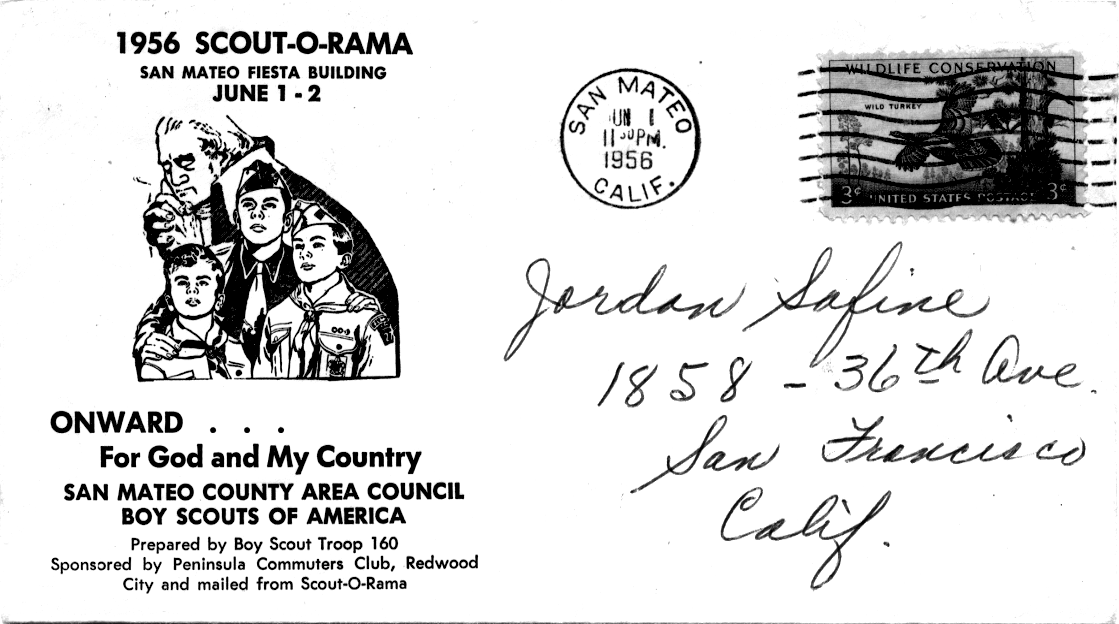 1956 SCOUT-O-RAMA
SAN MATEO FIESTA BUILDING
JUNE 1 - 2
ONWARD . . .
For God and My Country
SAN MATEO COUNTY AREA COUNCIL
BOY SCOUTS OF AMERICA
Prepared by Boy Scout Troop 160
Sponsored by Peninsula Commuters Club, Redwood
City and mailed from Scout-O-Rama
SAN MATEO
JUN 1
11 30 PM.
1956
CALIF.
WILDLIFE CONSERVATION
WILD TURKEY
3¢ UNITED STATES POSTAGE 3¢
Jordan Safine
1858 - 36th Ave.
San Francisco
Calif.